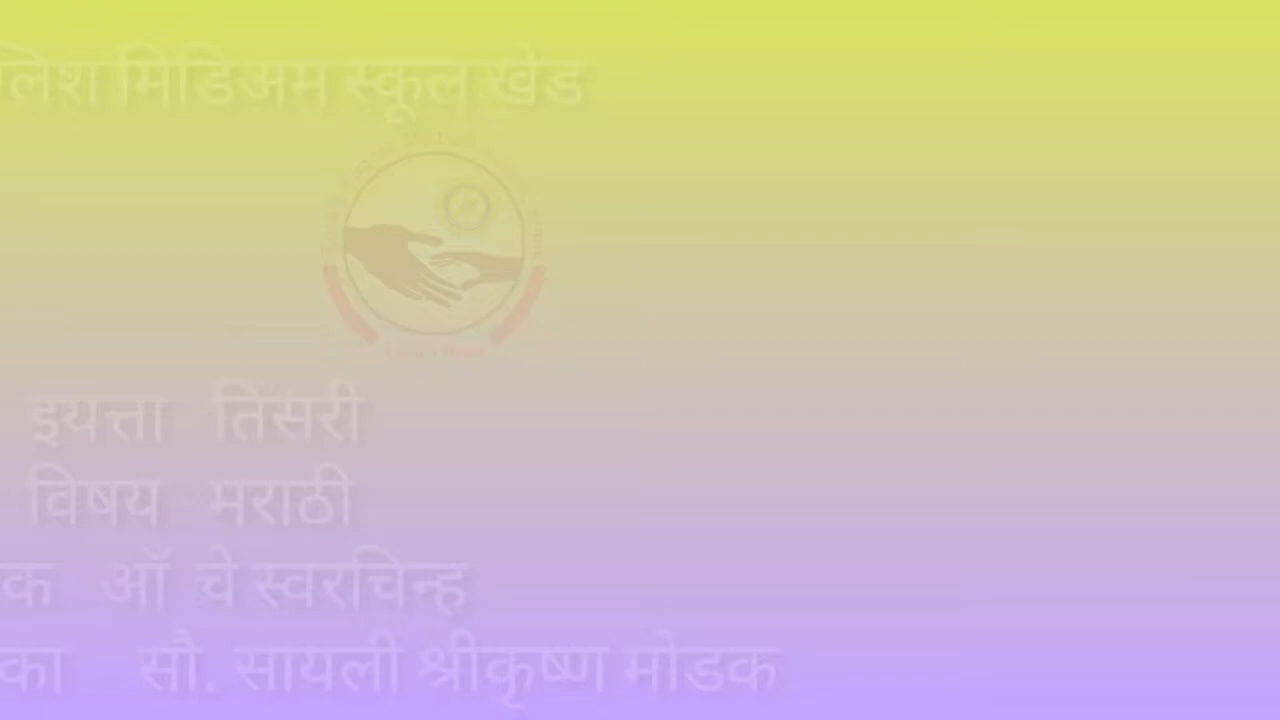 मिडिअम स्कूल खेड
इयत्ता तिसरी
विषय - मराठी
ऑ चे स्वरचिन्ह
सौ. सायली श्रीकृष्ण मोडक